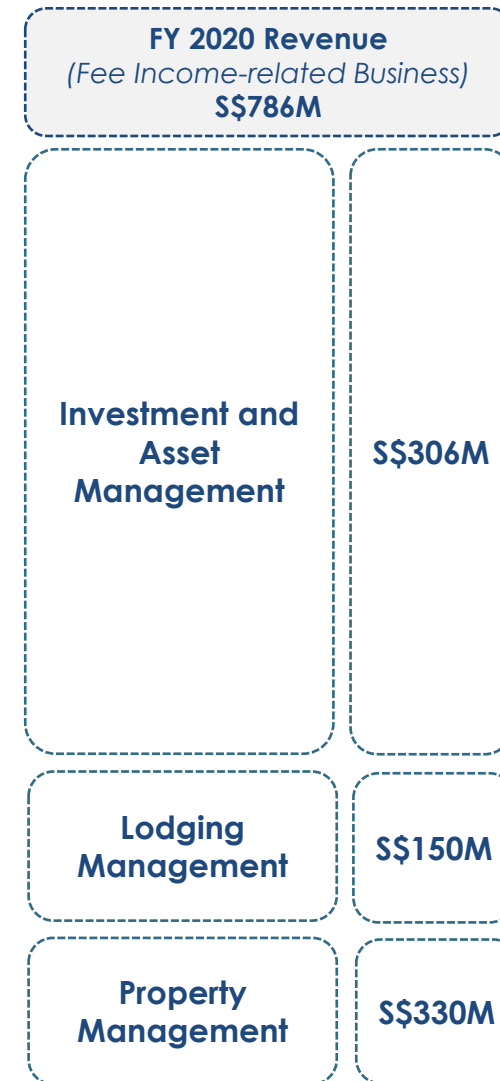 FY 2020 Revenue
(Fee Income-related Business)
S$786M
Investment and
Asset
Management
S$306M
Lodging
Management
S$150M
Property
Management
S$330M